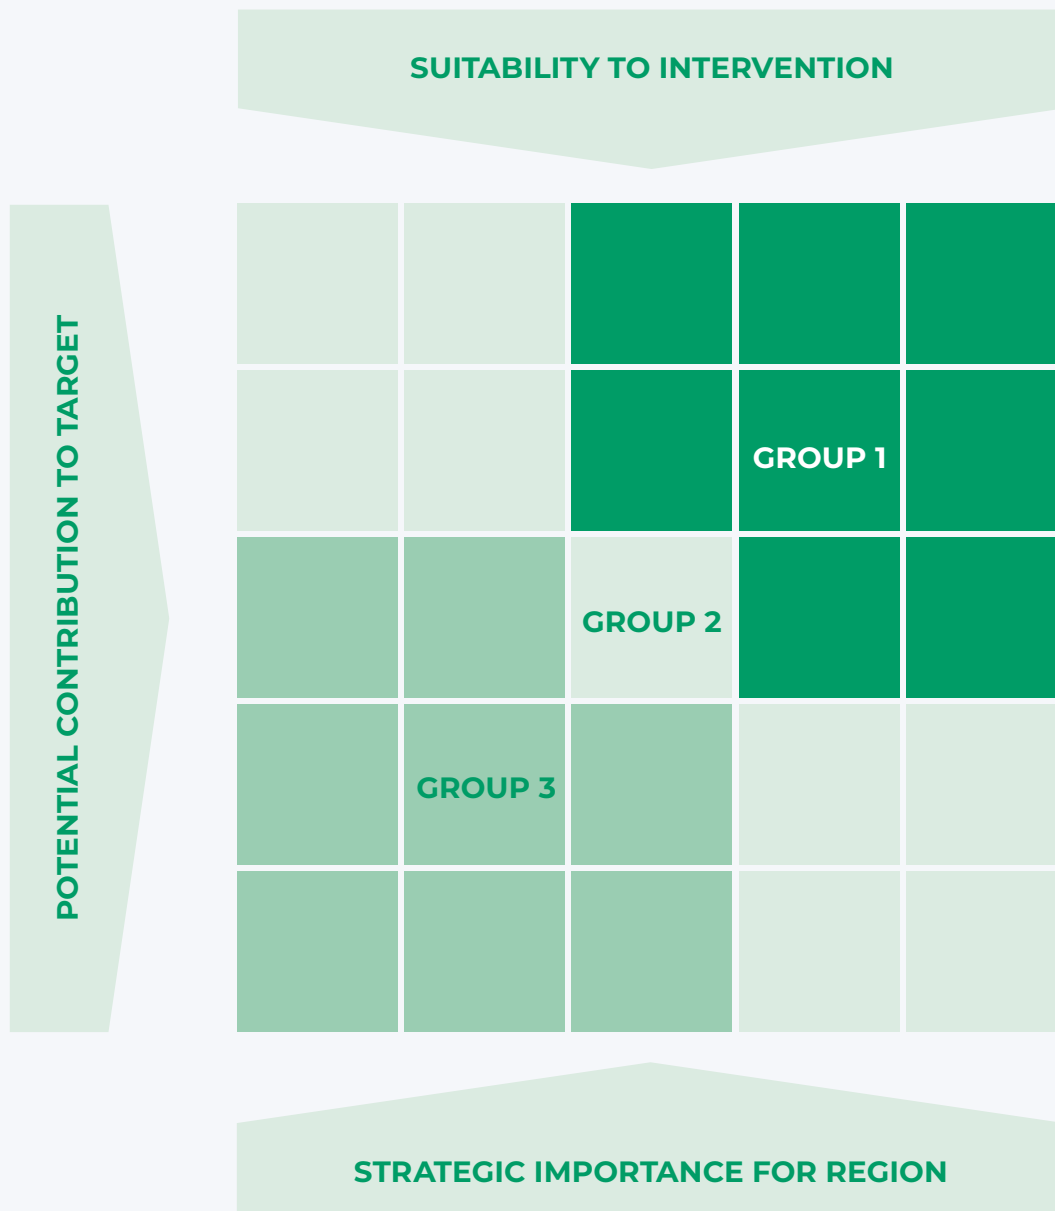 SUITABILITY TO INTERVENTION
POTENTIAL CONTRIBUTION TO TARGET
GROUP 1
GROUP 2
GROUP 3
STRATEGIC IMPORTANCE FOR REGION